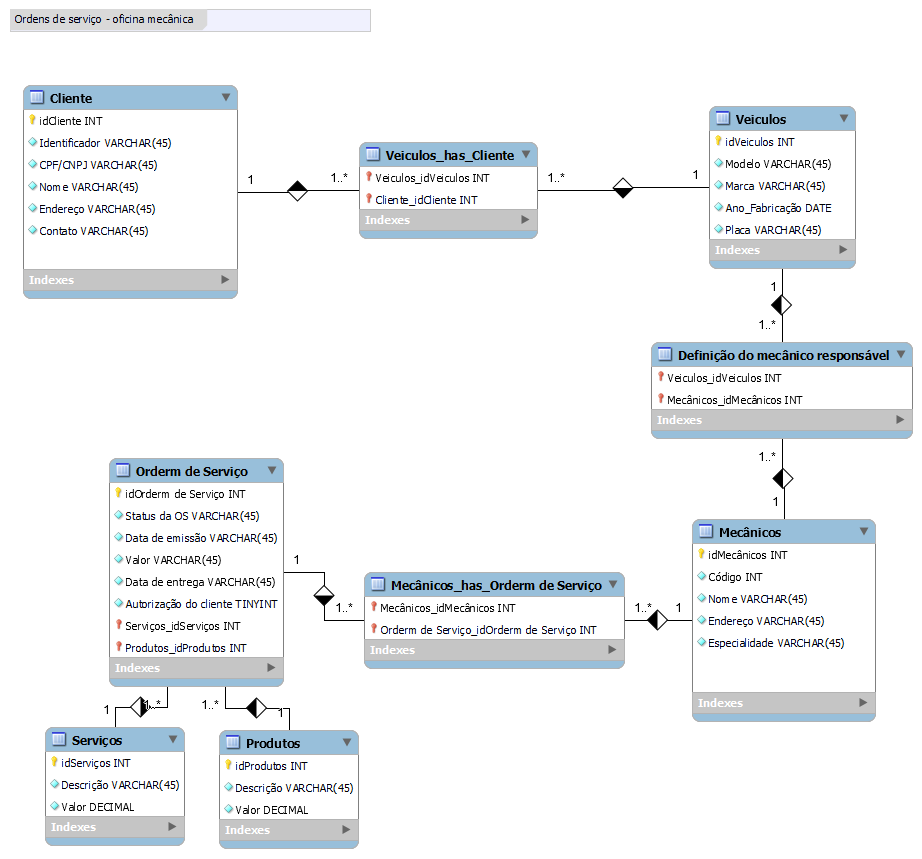 Ordens de serviço - oficina mecânica
Cliente
idCliente INT
Identificador VARCHAR(45)
CPF/CNPJ VARCHAR(45)
Nome VARCHAR(45)
Endereço VARCHAR(45)
Contato VARCHAR(45)
Indexes
1
1..*
Veiculos_has_Cliente
Veiculos_idVeiculos INT
Cliente_idCliente INT
Indexes
1..*
1
Veiculos
idVeiculos INT
Modelo VARCHAR(45)
Marca VARCHAR(45)
Ano_Fabricação DATE
Placa VARCHAR(45)
Indexes
1
1..*
Definição do mecânico responsável
Veiculos_idVeiculos INT
Mecânicos_idMecânicos INT
Indexes
1..*
1
Mecânicos
idMecânicos INT
Código INT
Nome VARCHAR(45)
Endereço VARCHAR(45)
Especialidade VARCHAR(45)
Indexes
1
1..*
Mecânicos_has_Orderm de Serviço
Mecânicos_idMecânicos INT
Orderm de Serviço_idOrderm de Serviço INT
Indexes
1..*
1
Orderm de Serviço
idOrderm de Serviço INT
Status da OS VARCHAR(45)
Data de emissão VARCHAR(45)
Valor VARCHAR(45)
Data de entrega VARCHAR(45)
Autorização do cliente TINYINT
Serviços_idServiços INT
Produtos_idProdutos INT
Indexes
1..*
1
Serviços
idServiços INT
Descrição VARCHAR(45)
Valor DECIMAL
Indexes
1..*
1
Produtos
idProdutos INT
Descrição VARCHAR(45)
Valor DECIMAL
Indexes